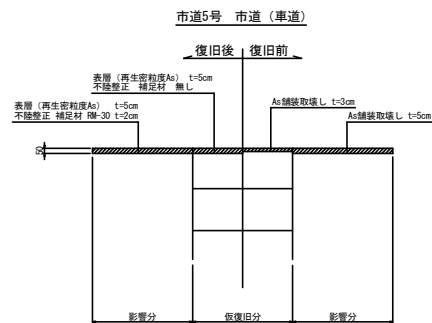 市道5号 市道（車道）
復旧後 復旧前
表層（再生密粒度As） t=5cm
不陸整正 補足材 無し
表層（再生密粒度As） t=5cm
不陸整正 補足材 RM-30 t=2cm
As舗装取壊し t=3cm
As舗装取壊し t=5cm
50
影響分 仮復旧分 影響分